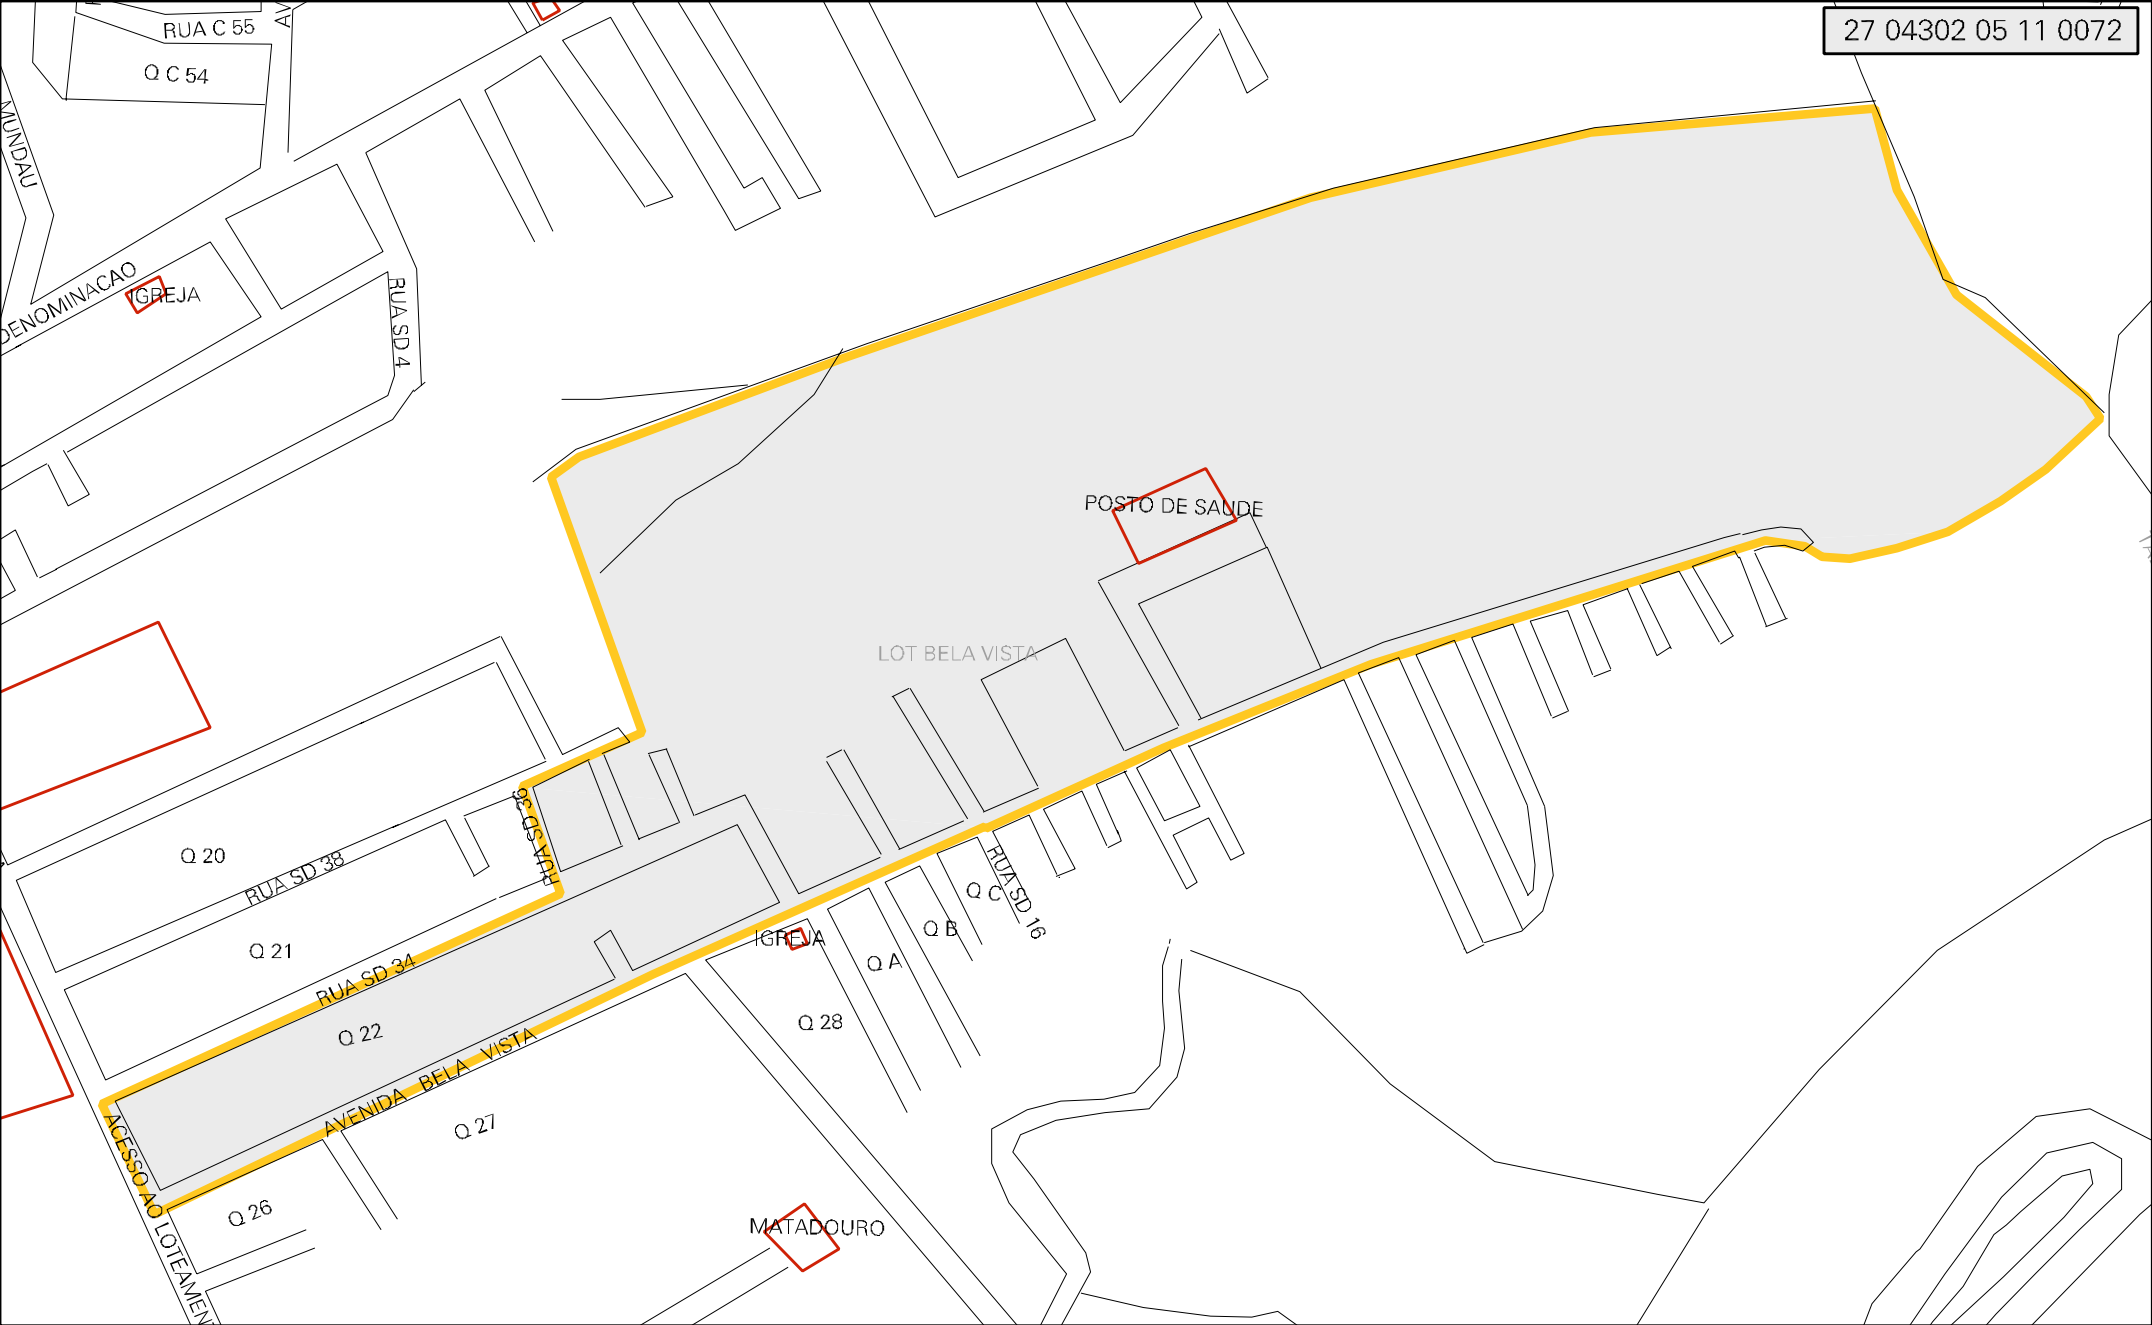 27 04302 05 11 0072
RUA C 55
Q C 54
MUNDAU
DENOMINACAO
IGREJA
RUA SD 4
POSTO DE SAUDE
LOT BELA VISTA
RUA SD 36
Q 20
RUA SD 38
Q 21
RUA SD 34
Q 22
AVENIDA BELA VISTA
IGREJA
Q C
RUA SD 16
Q B
Q A
Q 28
Q 27
Q 26
ACESSO AO LOTEAMEN
MATADOURO